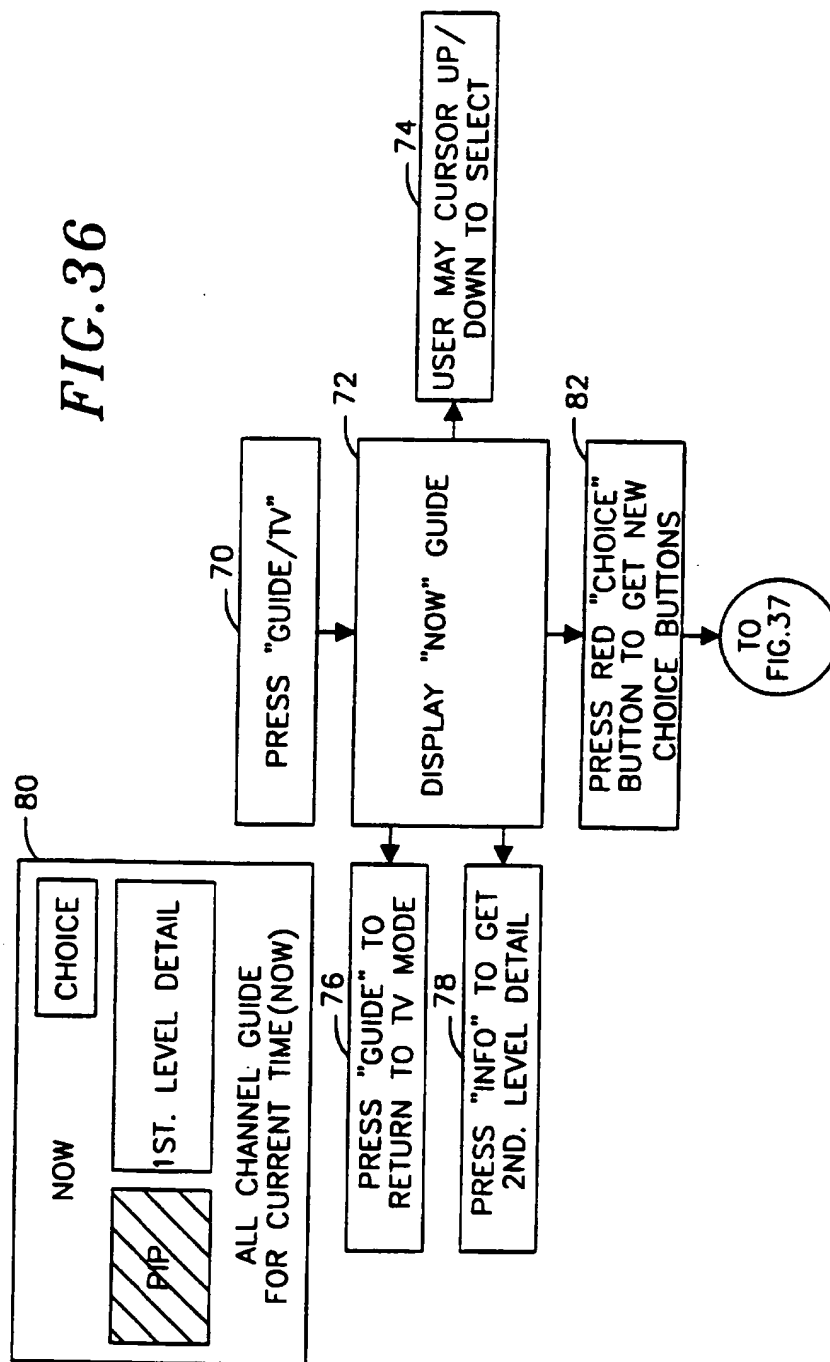 FIG.36
80
NOW
CHOICE
PIP
1ST. LEVEL DETAIL
ALL CHANNEL GUIDE
FOR CURRENT TIME(NOW)
70
PRESS "GUIDE/TV"
72
DISPLAY "NOW" GUIDE
74
USER MAY CURSOR UP/
DOWN TO SELECT
76
PRESS "GUIDE" TO
RETURN TO TV MODE
78
PRESS "INFO" TO GET
2ND. LEVEL DETAIL
82
PRESS RED "CHOICE"
BUTTON TO GET NEW
CHOICE BUTTONS
TO
FIG.37